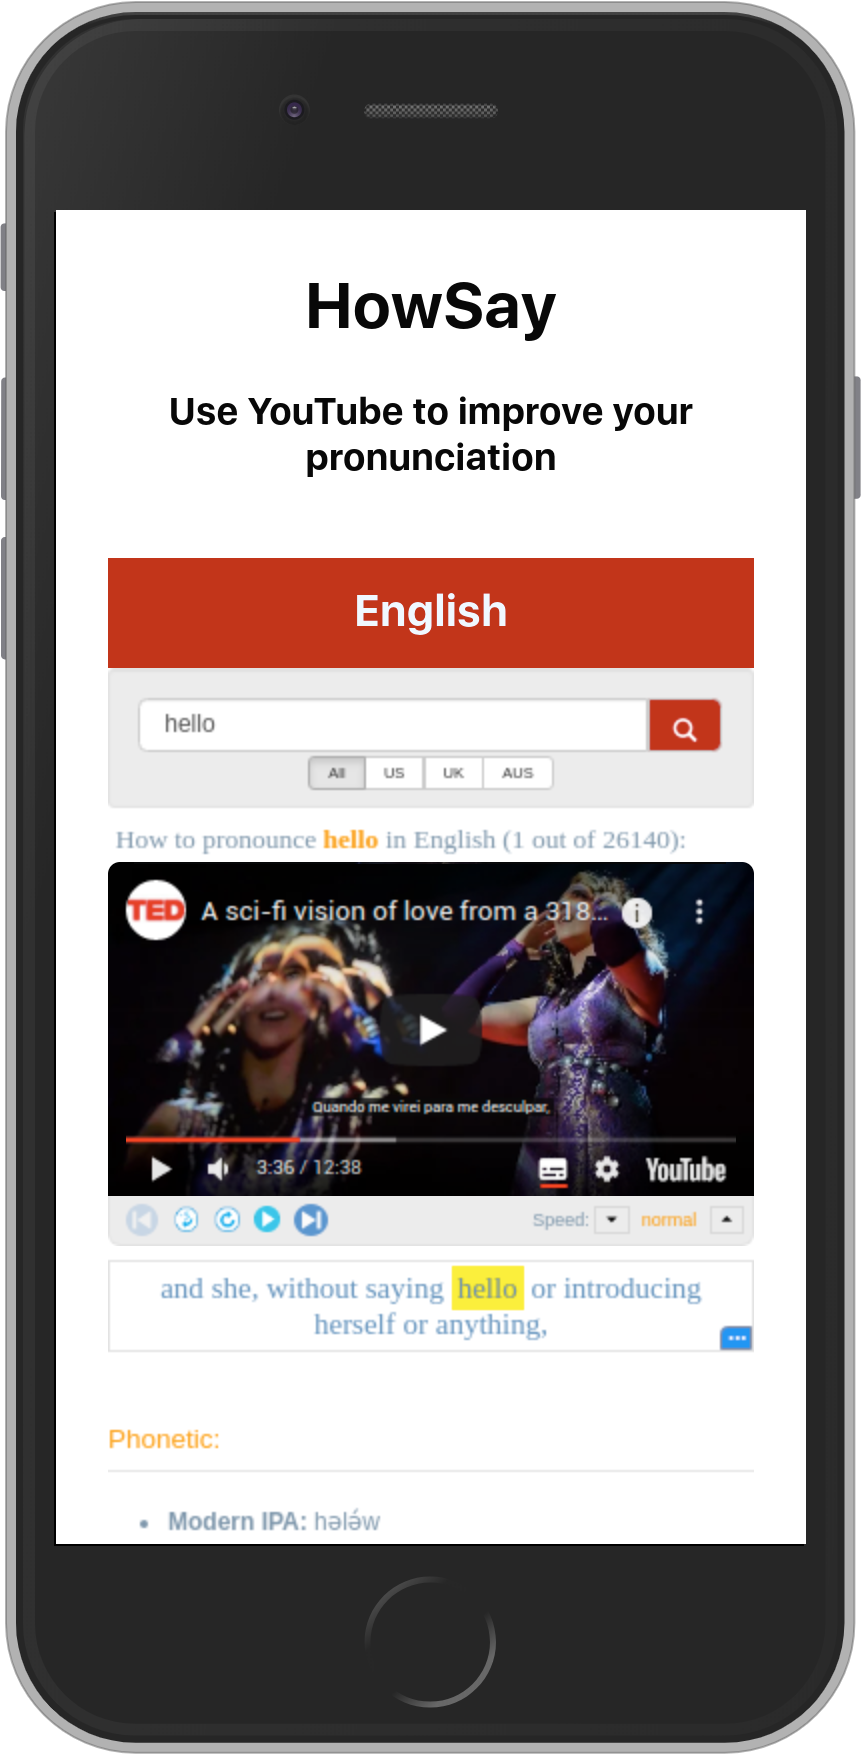 HowSay
Use YouTube to improve your
pronunciation
English
hello
All US UK AUS
How to pronounce hello in English (1 out of 26140):
TED A sci-fi vision of love from a 318...
Quando me virei para me desculpar,
3:36 / 12:38 YouTube
Speed: normal
and she, without saying hello or introducing
herself or anything,
Phonetic:
• Modern IPA: hələ́w